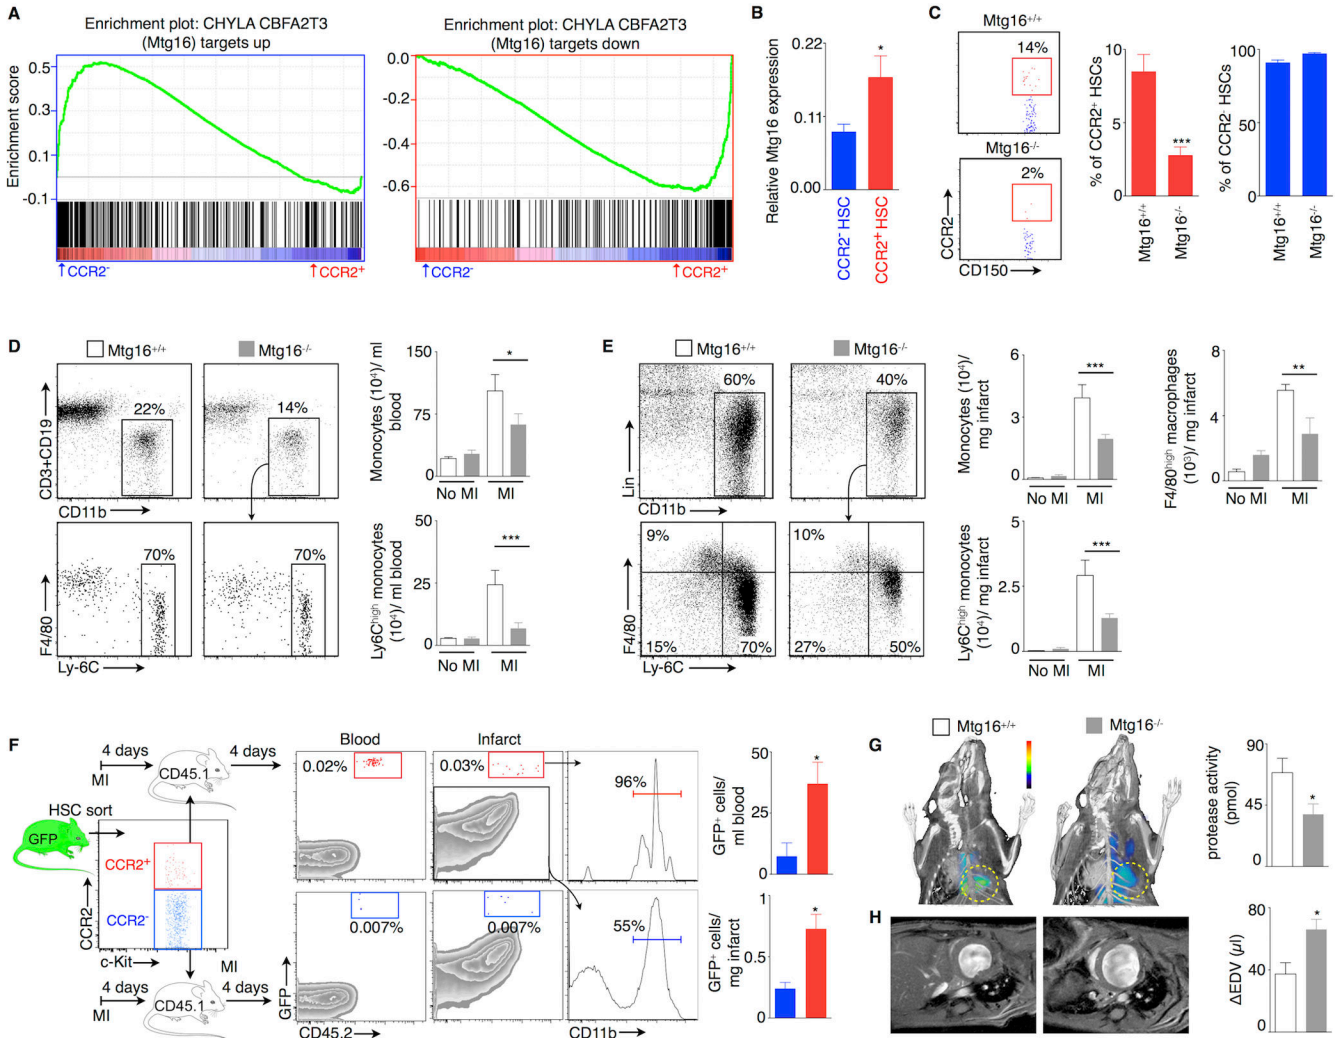 A
Enrichment plot: CHYLA CBFA2T3
(Mtg16) targets up
Enrichment score
0.5
0.3
0.1
-0.1
↑CCR2-
↑CCR2+
Enrichment plot: CHYLA CBFA2T3
(Mtg16) targets down
0.0
-0.2
-0.4
-0.6
↑CCR2-
↑CCR2+
B
Relative Mtg16 expression
0.22
0.11
0.00
*
CCR2- HSC
CCR2+ HSC
C
Mtg16+/+
14%
Mtg16-/-
2%
CCR2
CD150
% of CCR2+ HSCs
10
5
0
***
Mtg16+/+
Mtg16-/-
% of CCR2- HSCs
100
50
0
Mtg16+/+
Mtg16-/-
D
Mtg16+/+
Mtg16-/-
CD3+CD19
22%
14%
CD11b
F4/80
70%
70%
Ly-6C
Monocytes (10⁴)/ ml
blood
150
75
0
*
No MI
MI
Ly6Chigh monocytes
(10⁴)/ ml blood
50
25
0
***
No MI
MI
E
Mtg16+/+
Mtg16-/-
Lin
60%
40%
CD11b
F4/80
9%
15%
70%
10%
27%
50%
Ly-6C
Monocytes (10⁴)/
mg infarct
6
3
0
***
No MI
MI
F4/80high macrophages
(10³)/ mg infarct
8
4
0
**
No MI
MI
Ly6Chigh monocytes
(10⁴)/ mg infarct
5
2.5
0
***
No MI
MI
F
4 days
4 days
MI
CD45.1
HSC sort
GFP
CCR2+
CCR2-
CCR2
c-Kit
MI
4 days
4 days
MI
CD45.1
Blood
Infarct
0.02%
0.03%
96%
0.007%
0.007%
55%
GFP
CD45.2
CD11b
GFP+ cells/
ml blood
50
25
0
*
GFP+ cells/
mg infarct
1
0.5
0
*
G
Mtg16+/+
Mtg16-/-
protease activity
(pmol)
90
45
0
*
H
ΔEDV (µl)
80
40
0
*